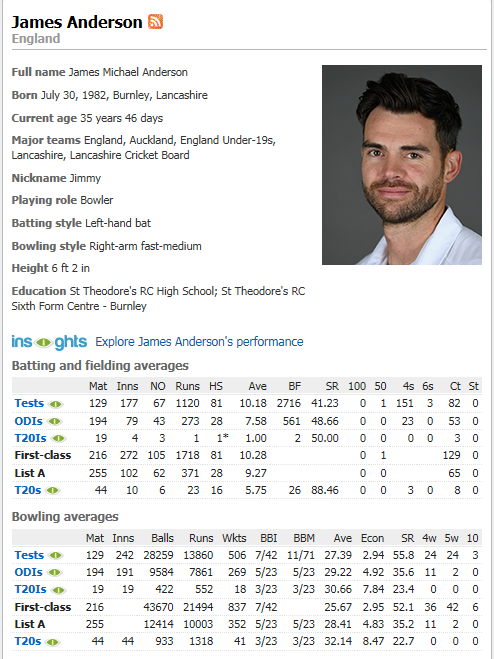 James Anderson
England
Full name James Michael Anderson
Born July 30, 1982, Burnley, Lancashire
Current age 35 years 46 days
Major teams England, Auckland, England Under-19s,
Lancashire, Lancashire Cricket Board
Nickname Jimmy
Playing role Bowler
Batting style Left-hand bat
Bowling style Right-arm fast-medium
Height 6 ft 2 in
Education St Theodore's RC High School; St Theodore's RC
Sixth Form Centre - Burnley
insights Explore James Anderson's performance
Batting and fielding averages
Mat Inns NO Runs HS Ave BF SR 100 50 4s 6s Ct St
Tests 129 177 67 1120 81 10.18 2716 41.23 0 1 151 3 82 0
ODIs 194 79 43 273 28 7.58 561 48.66 0 0 23 0 53 0
T20Is 19 4 3 1 1* 1.00 2 50.00 0 0 0 0 3 0
First-class 216 272 105 1718 81 10.28 0 1 129 0
List A 255 102 62 371 28 9.27 0 0 65 0
T20s 44 10 6 23 16 5.75 26 88.46 0 0 3 0 8 0
Bowling averages
Mat Inns Balls Runs Wkts BBI BBM Ave Econ SR 4w 5w 10
Tests 129 242 28259 13860 506 7/42 11/71 27.39 2.94 55.8 24 24 3
ODIs 194 191 9584 7861 269 5/23 5/23 29.22 4.92 35.6 11 2 0
T20Is 19 19 422 552 18 3/23 3/23 30.66 7.84 23.4 0 0 0
First-class 216 43670 21494 837 7/42 25.67 2.95 52.1 36 42 6
List A 255 12414 10003 352 5/23 5/23 28.41 4.83 35.2 11 2 0
T20s 44 44 933 1318 41 3/23 3/23 32.14 8.47 22.7 0 0 0